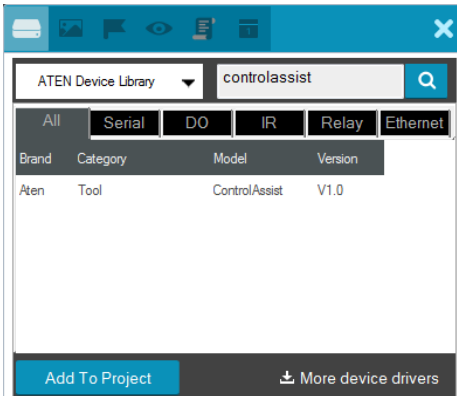 1
ATEN Device Library controlassist
All Serial DO IR Relay Ethernet
Brand Category Model Version
Aten Tool ControlAssist V1.0
Add To Project More device drivers